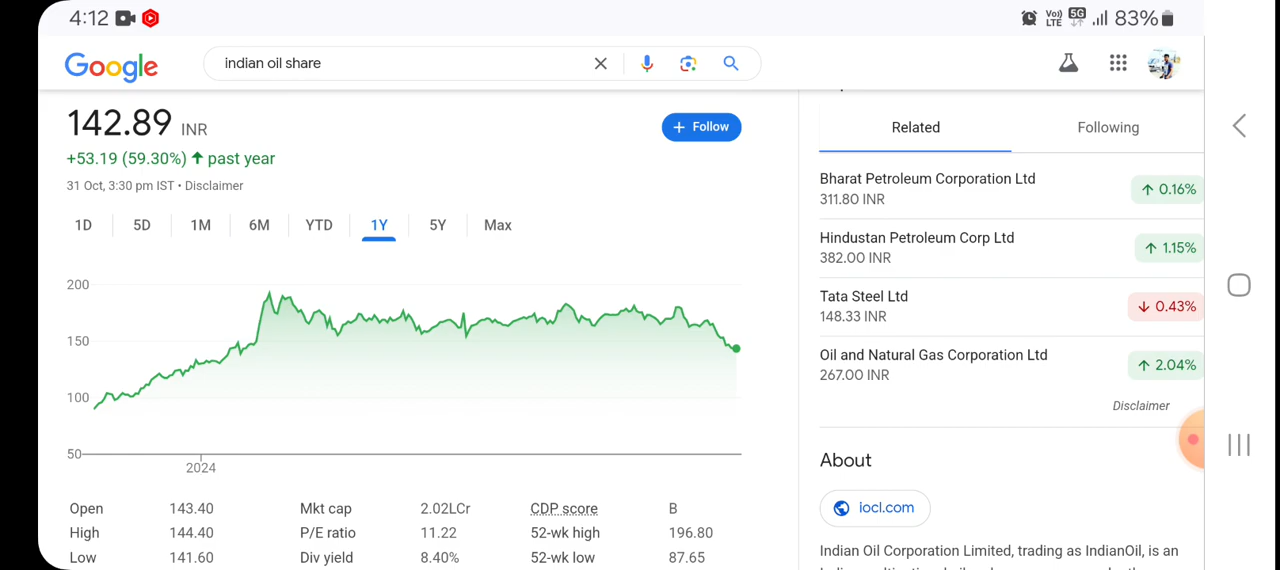 4:12
Vo)) LTE 5G 83%
Google
indian oil share
142.89 INR
Follow
+53.19 (59.30%) past year
31 Oct, 3:30 pm IST • Disclaimer
1D 5D 1M 6M YTD 1Y 5Y Max
200
150
100
50
2024
Open 143.40 Mkt cap 2.02LCr CDP score B
High 144.40 P/E ratio 11.22 52-wk high 196.80
Low 141.60 Div yield 8.40% 52-wk low 87.65
Related Following
Bharat Petroleum Corporation Ltd
311.80 INR
↑ 0.16%
Hindustan Petroleum Corp Ltd
382.00 INR
↑ 1.15%
Tata Steel Ltd
148.33 INR
↓ 0.43%
Oil and Natural Gas Corporation Ltd
267.00 INR
↑ 2.04%
Disclaimer
About
iocl.com
Indian Oil Corporation Limited, trading as IndianOil, is an